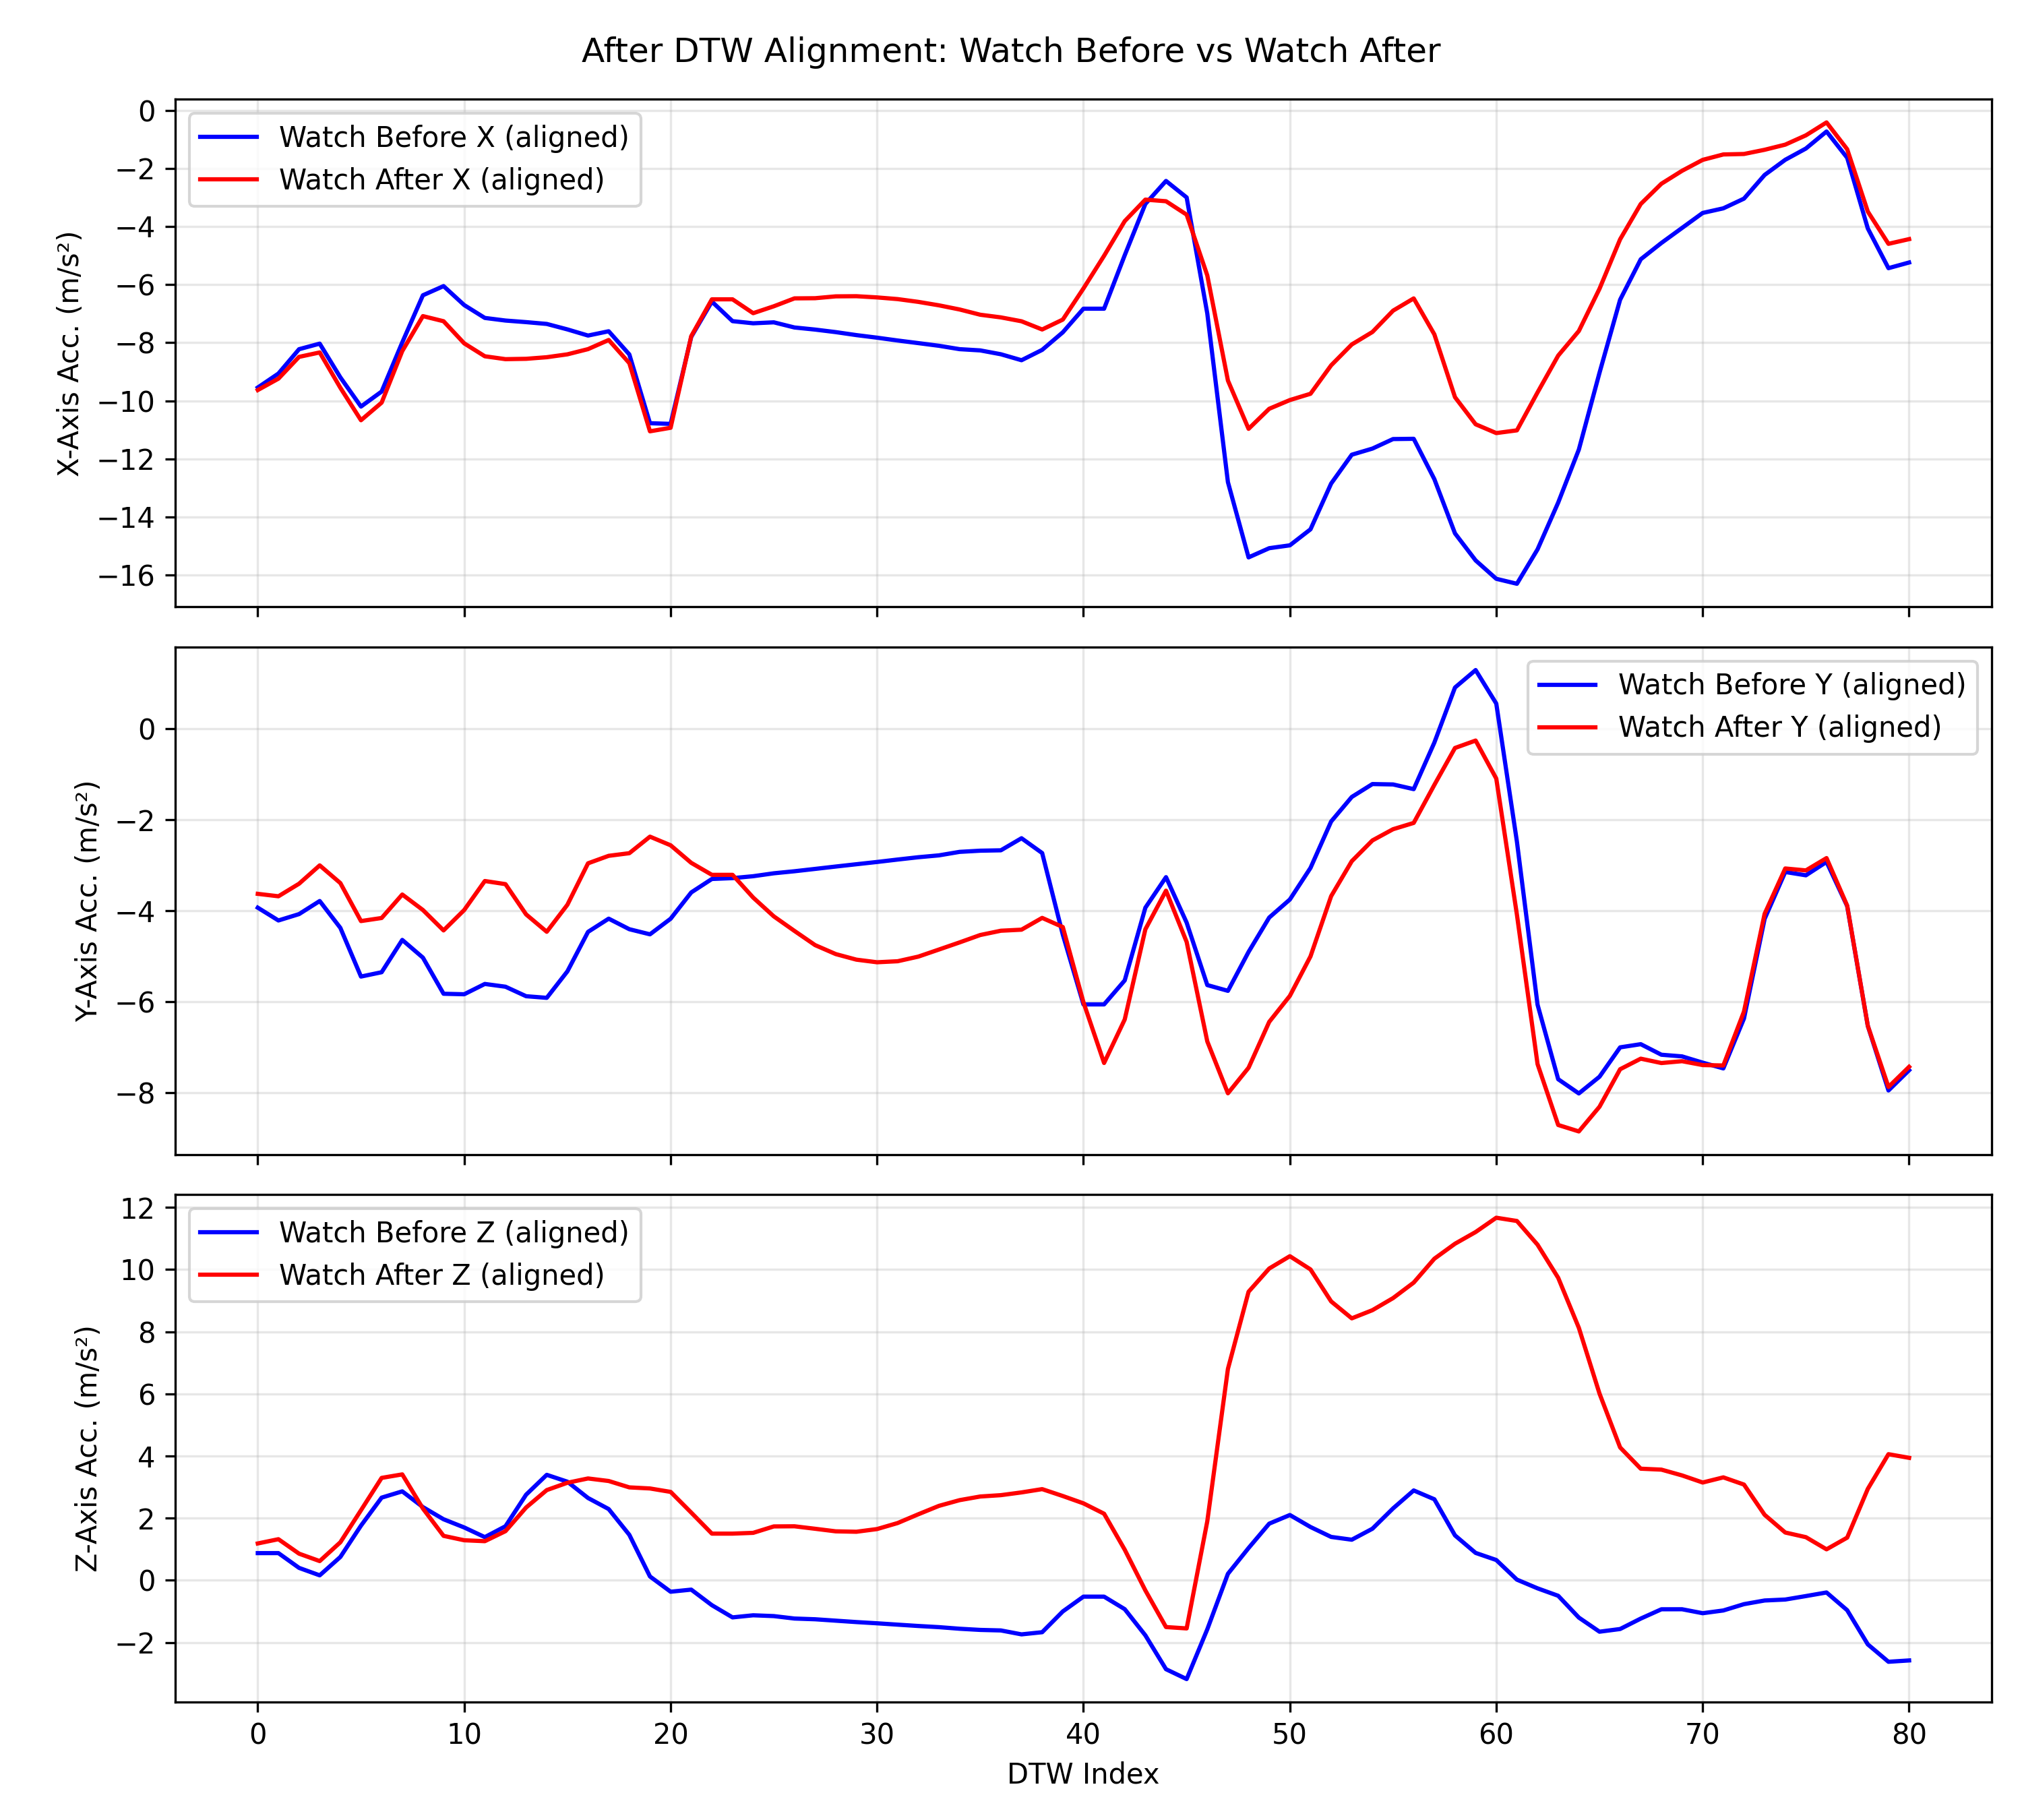 After DTW Alignment: Watch Before vs Watch After
0
−2
−4
−6
−8
−10
−12
−14
−16
X-Axis Acc. (m/s²)
Watch Before X (aligned)
Watch After X (aligned)
0
−2
−4
−6
−8
Y-Axis Acc. (m/s²)
Watch Before Y (aligned)
Watch After Y (aligned)
12
10
8
6
4
2
0
−2
Z-Axis Acc. (m/s²)
Watch Before Z (aligned)
Watch After Z (aligned)
0 10 20 30 40 50 60 70 80
DTW Index